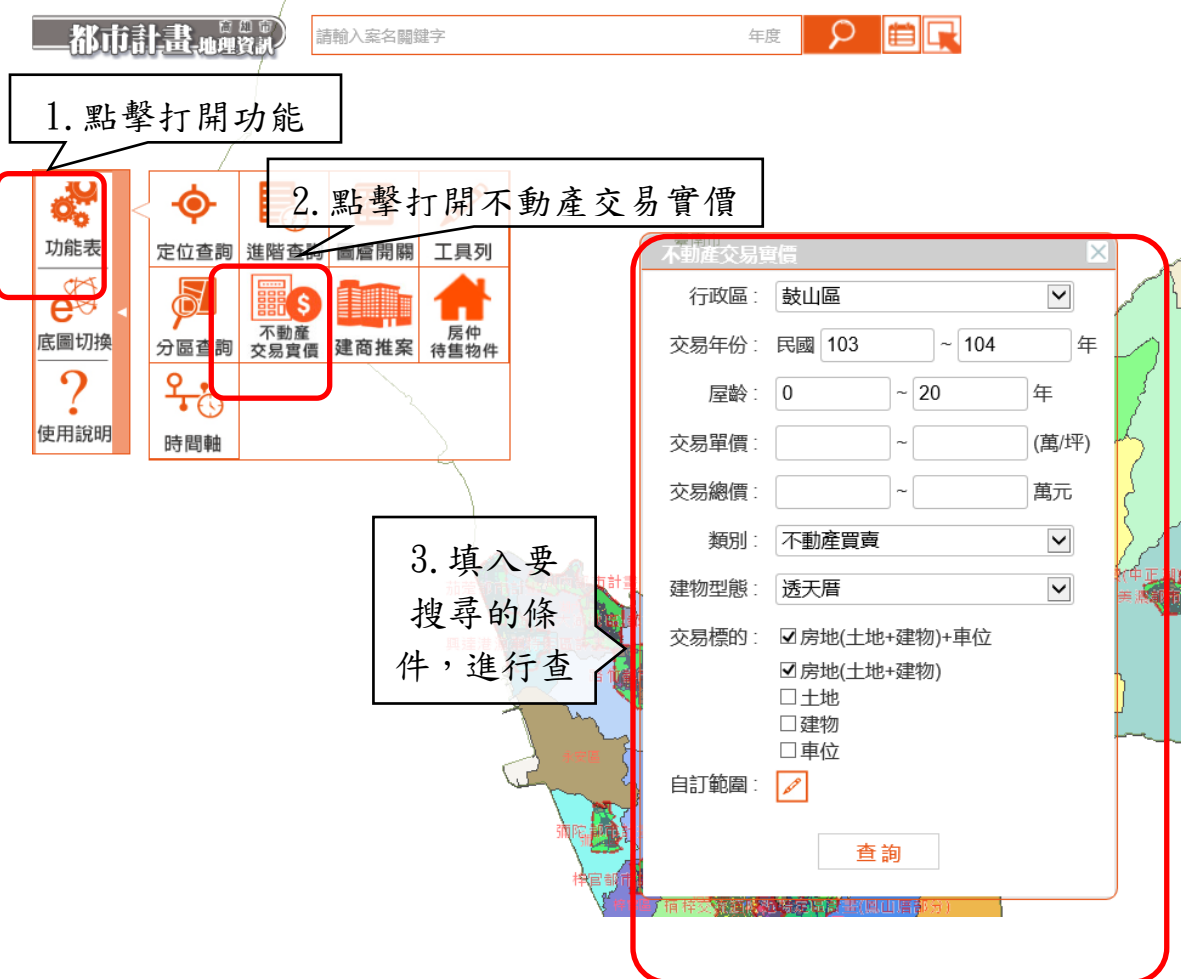 都市計畫 高雄市 地理資訊
請輸入案名關鍵字 年度
1.點擊打開功能
2.點擊打開不動產交易實價
功能表
底圖切換
使用說明
定位查詢 進階查詢 圖層開關 工具列
分區查詢 不動產 建商推案 房仲
交易實價 待售物件
時間軸
3.填入要
搜尋的條
件，進行查
臺南市
不動產交易實價
行政區： 鼓山區
交易年份： 民國 103 ~ 104 年
屋齡： 0 ~ 20 年
交易單價： ~ (萬/坪)
交易總價： ~ 萬元
類別： 不動產買賣
建物型態： 透天厝
交易標的： 房地(土地+建物)+車位
房地(土地+建物)
土地
建物
車位
自訂範圍：
查詢
永安區